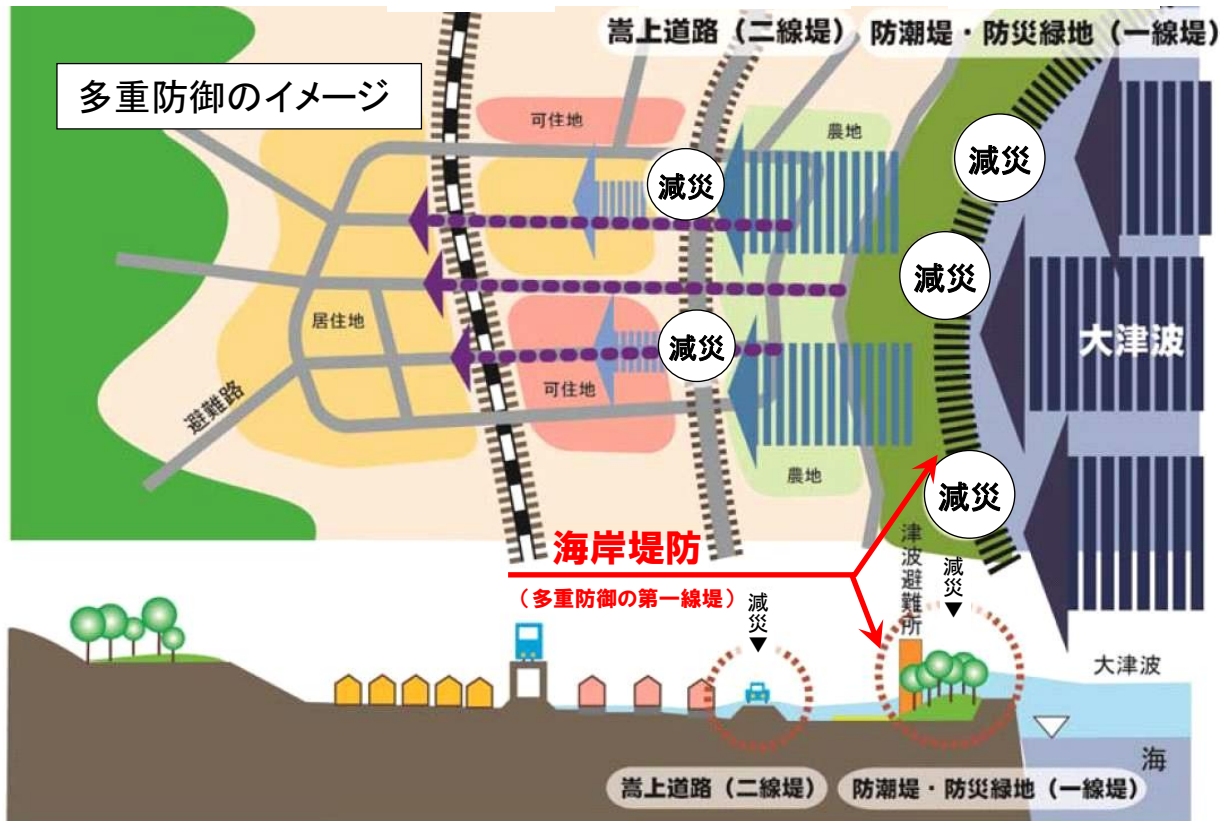 嵩上道路（二線堤）
防潮堤・防災緑地（一線堤）
多重防御のイメージ
可住地
農地
減災
減災
減災
居住地
大津波
減災
可住地
避難路
農地
減災
海岸堤防
（多重防御の第一線堤）
減災▼
津波避難所
減災▼
大津波
海
嵩上道路（二線堤）
防潮堤・防災緑地（一線堤）